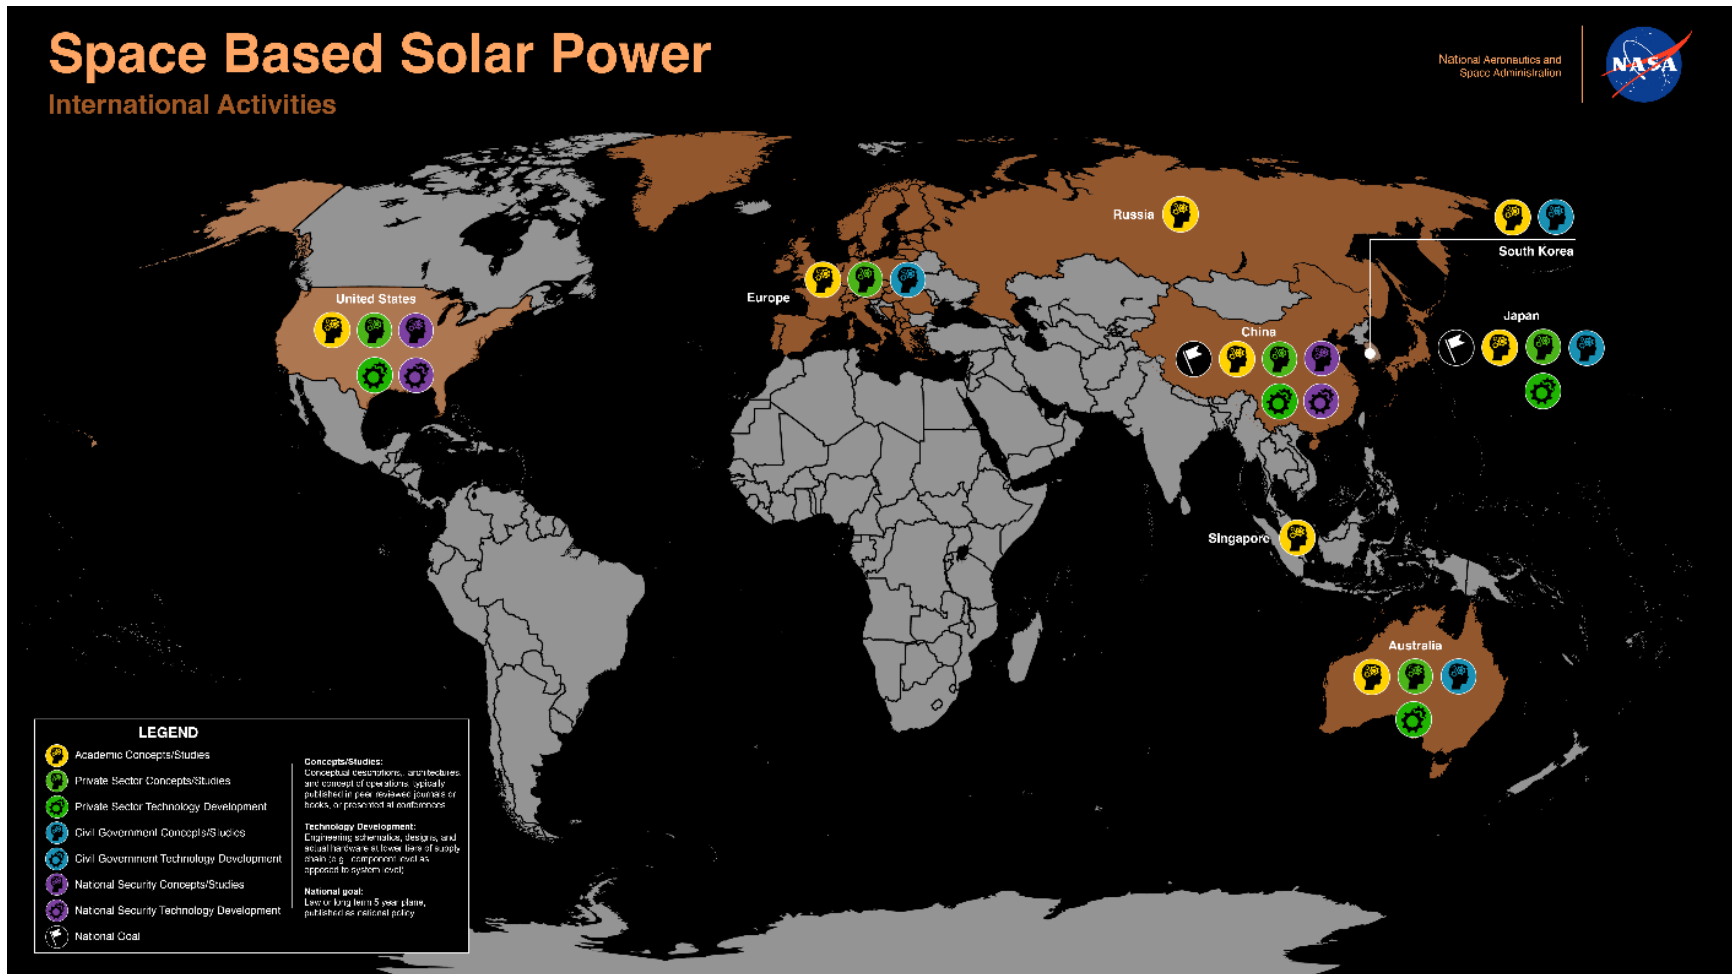 Space Based Solar Power
International Activities
National Aeronautics and
Space Administration
NASA
Russia
South Korea
United States
Europe
China
Japan
Singapore
Australia
LEGEND
Academic Concepts/Studies
Private Sector Concepts/Studies
Private Sector Technology Development
Civil Government Concepts/Studies
Civil Government Technology Development
National Security Concepts/Studies
National Security Technology Development
National Goal
Concepts/Studies:
Conceptual descriptions, architectures,
and concept of operations, typically
published in peer reviewed journals or
books, or presented at conferences
Technology Development:
Engineering schematics, designs, and
actual hardware at lower tiers of supply
chain (e.g., component level as
opposed to system level)
National goal:
Law or long term 5 year plane,
published as national policy